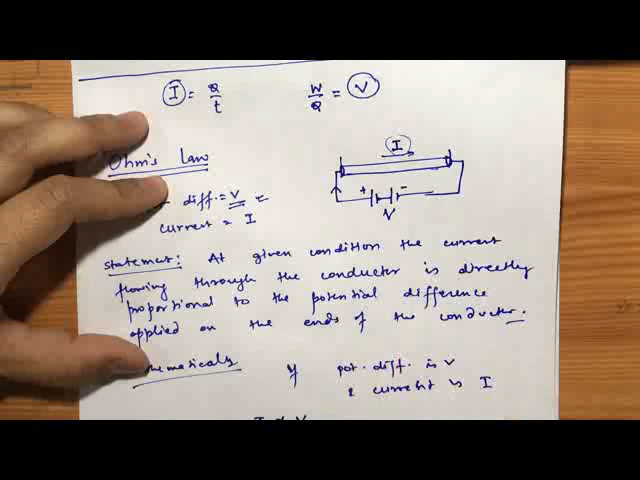 I = Q/t W/Q = V
Ohm's Law
I
+ -
V
diff. = V &
current = I
statement: At given condition the current
flowing through the conductor is directly
proportional to the potential difference
applied on the ends of the conductor.
thematically If pot. diff. is V
& current is I
I ∝ V